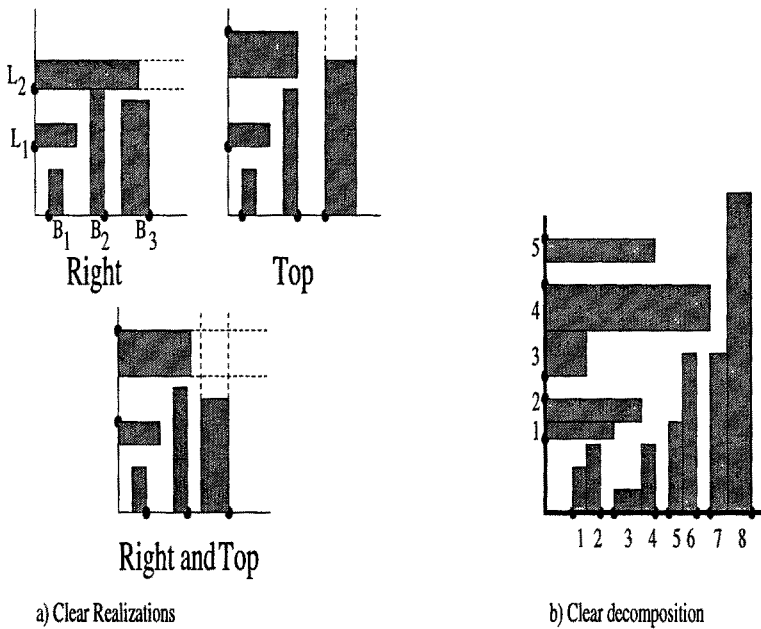 L2
L1
B1 B2 B3
Right
Top
Right and Top
a) Clear Realizations
5
4
3
2
1
1 2 3 4 5 6 7 8
b) Clear decomposition